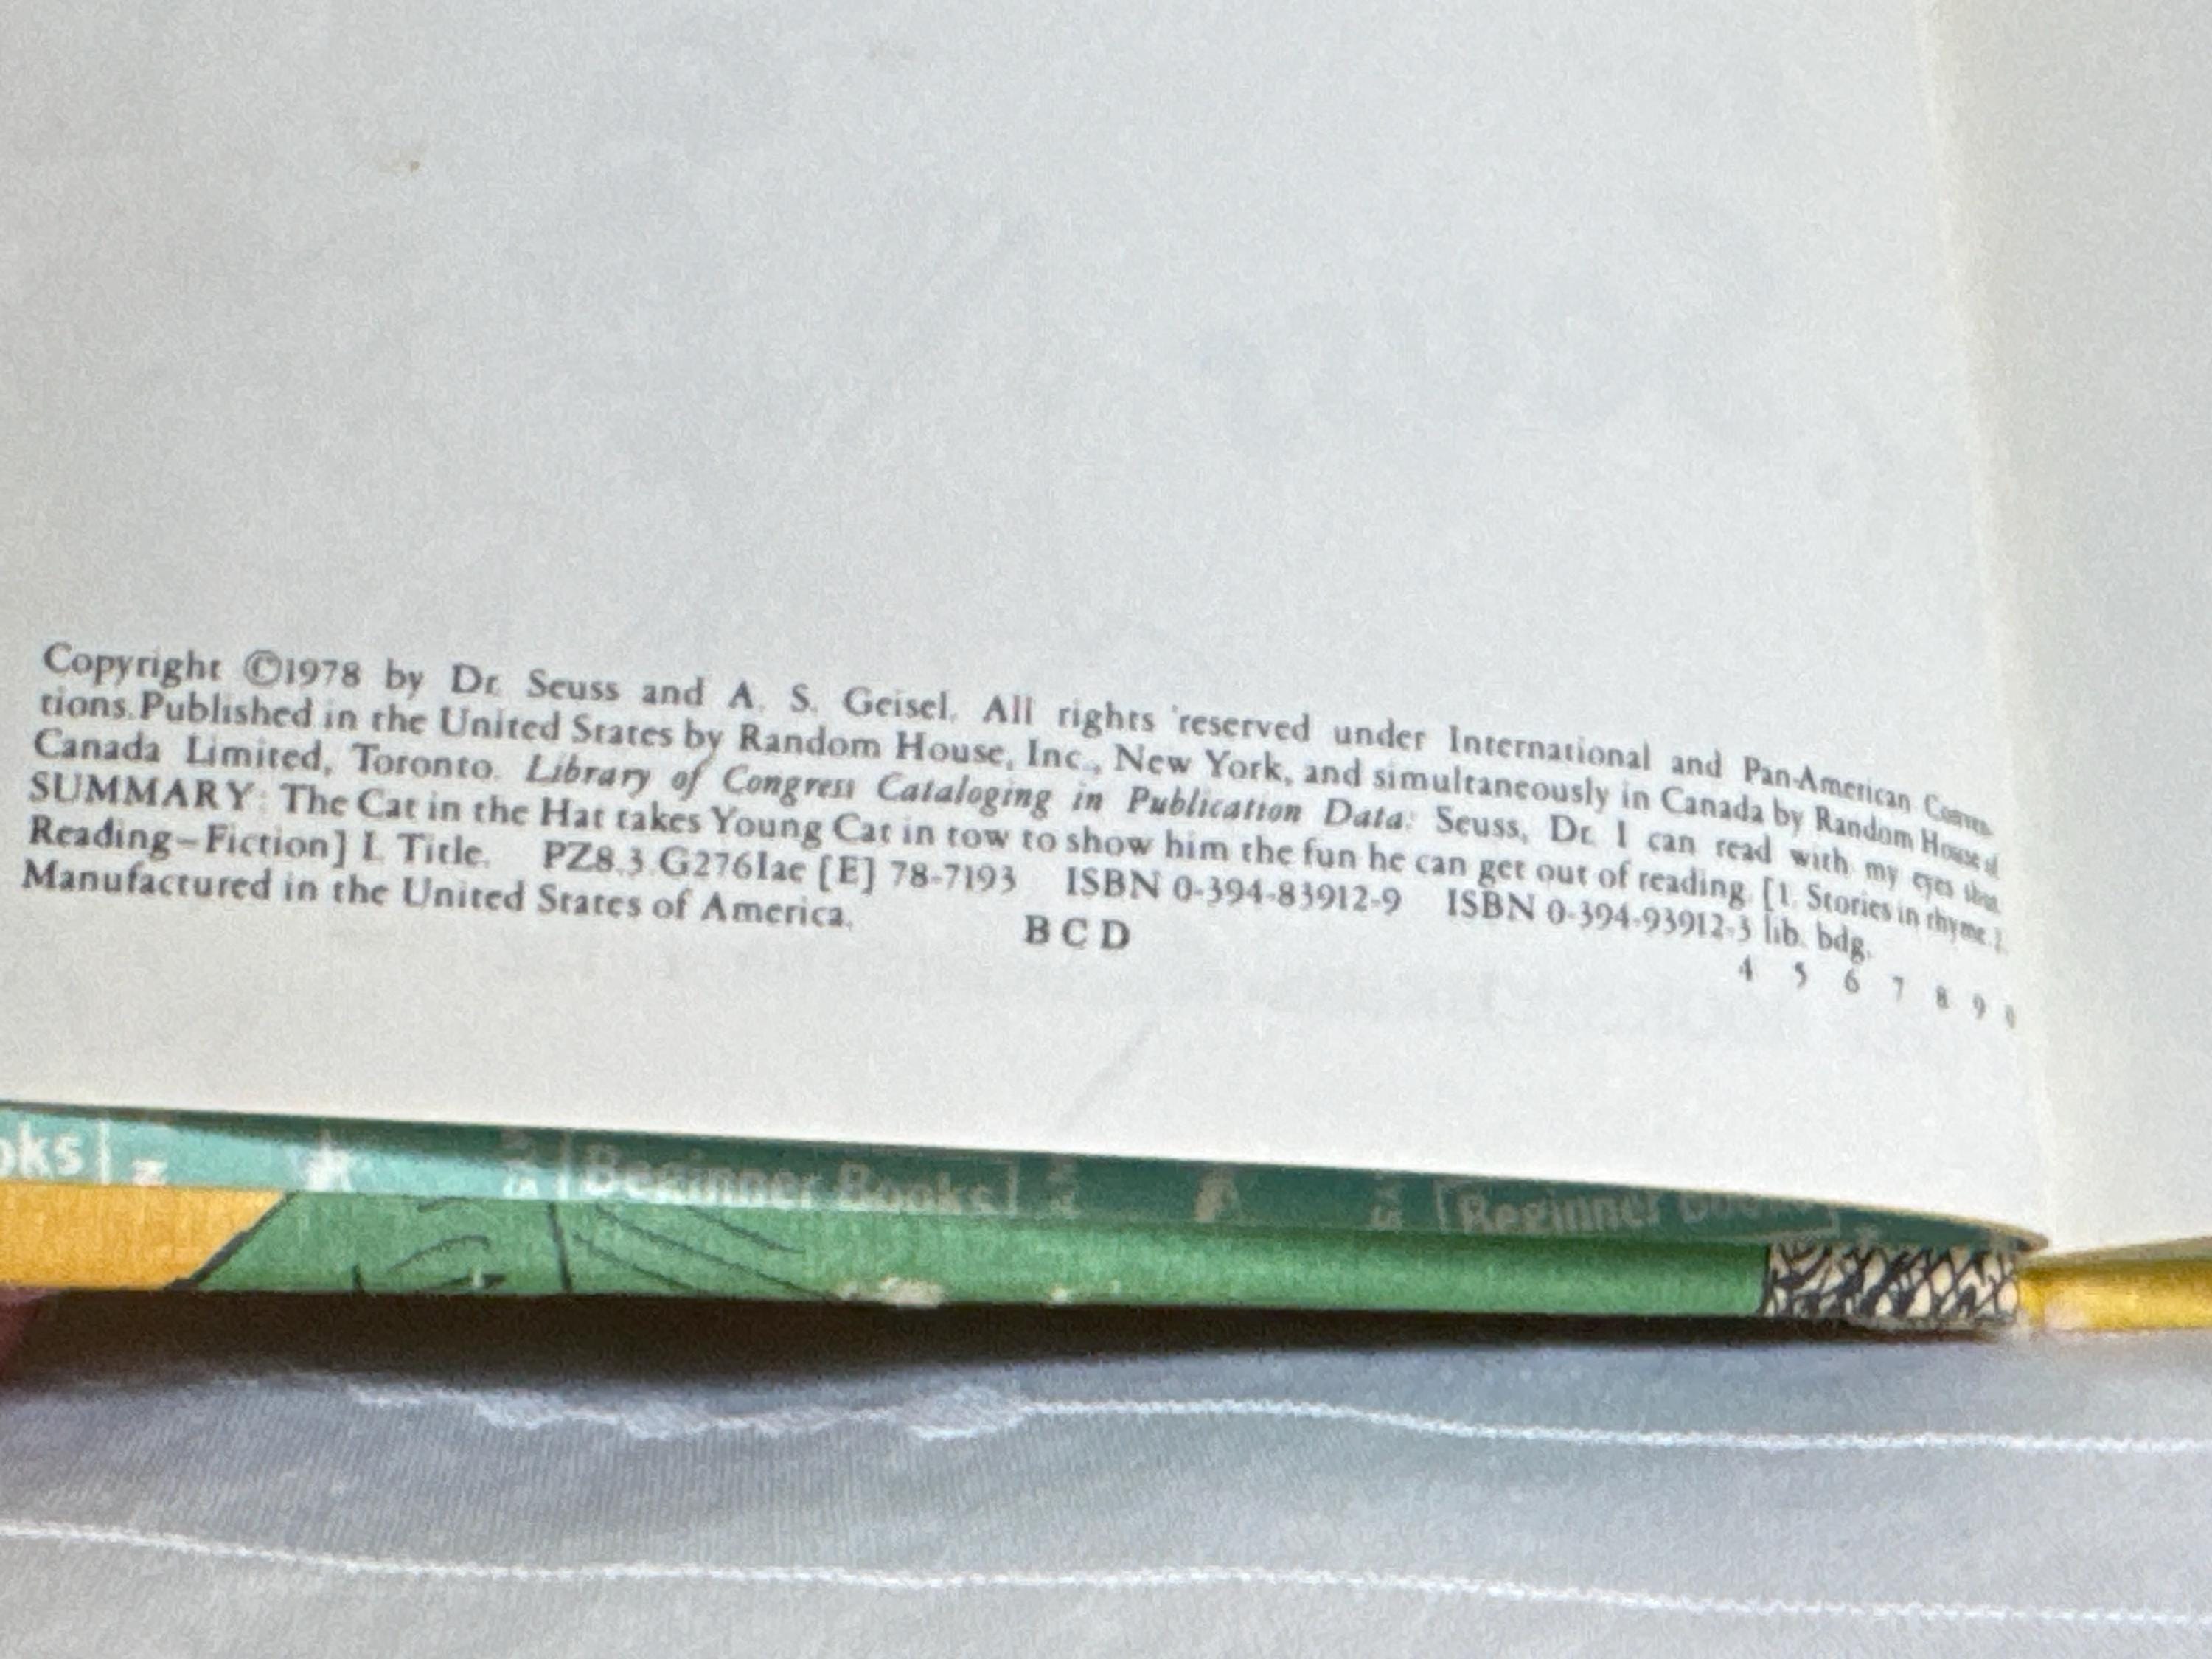 Copyright ©1978 by Dr. Seuss and A. S. Geisel. All rights reserved under International and Pan-American Conven-
tions. Published in the United States by Random House, Inc., New York, and simultaneously in Canada by Random House of
Canada Limited, Toronto. Library of Congress Cataloging in Publication Data: Seuss, Dr. I can read with my eyes shut.
SUMMARY: The Cat in the Hat takes Young Cat in tow to show him the fun he can get out of reading. [1. Stories in rhyme. 2.
Reading–Fiction] I. Title. PZ8.3.G276Iae [E] 78-7193 ISBN 0-394-83912-9 ISBN 0-394-93912-3 lib. bdg.
Manufactured in the United States of America. B C D 4 5 6 7 8 9 0
oks Beginner Books Beginner Books